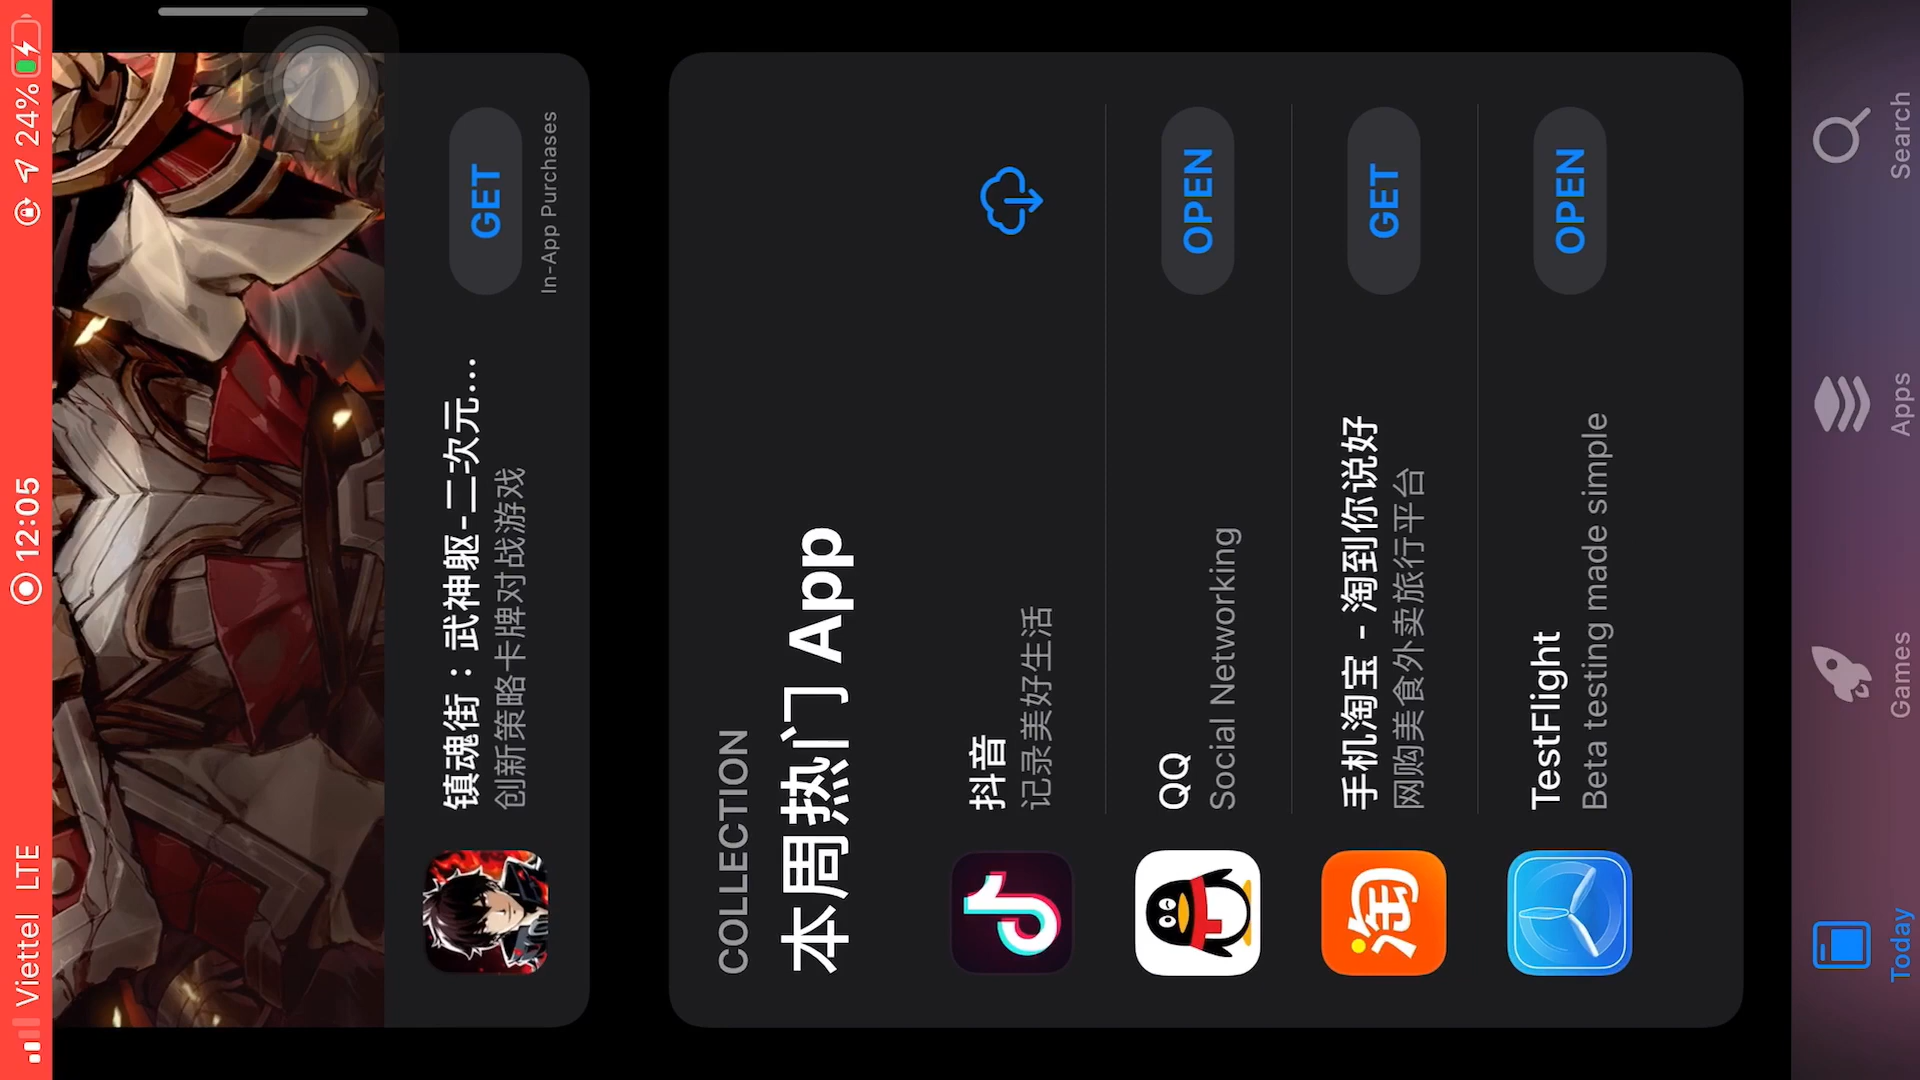 Viettel LTE 12:05 24%
镇魂街：武神躯-二次元...
创新策略卡牌对战游戏
GET
In-App Purchases
COLLECTION
本周热门 App
抖音
记录美好生活
QQ
Social Networking
OPEN
手机淘宝 - 淘到你说好
网购美食外卖旅行平台
GET
TestFlight
Beta testing made simple
OPEN
淘
Today Games Apps Search